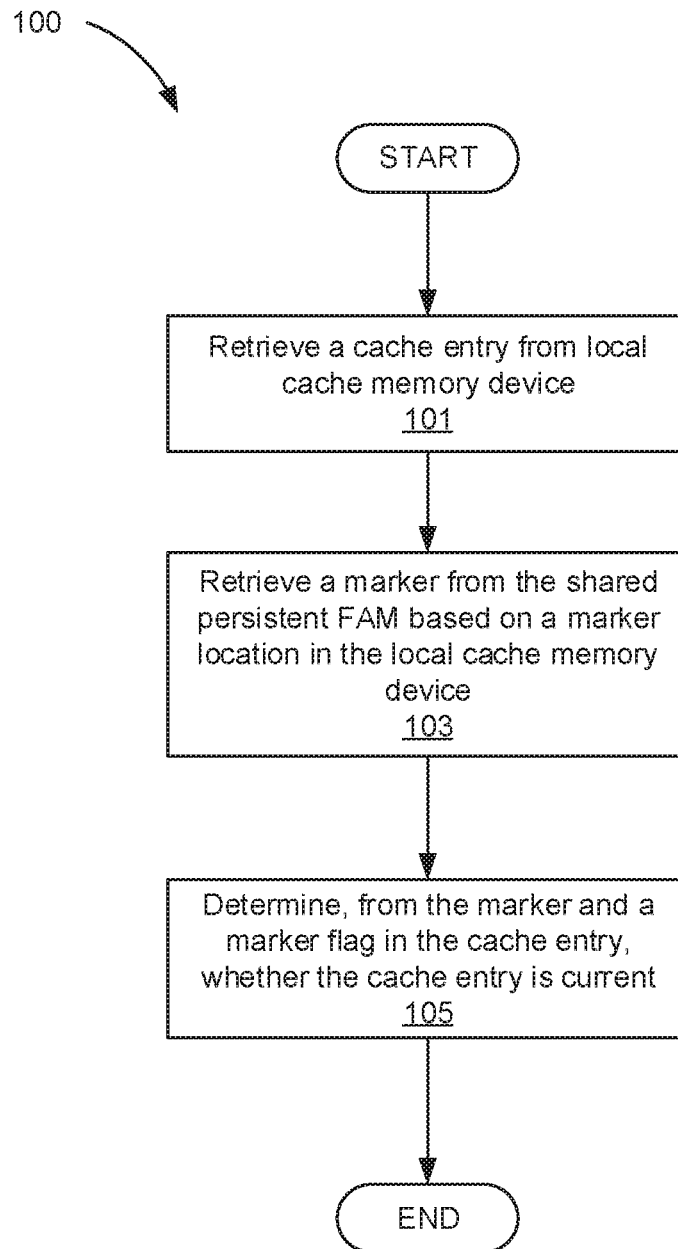 100
START
Retrieve a cache entry from local
cache memory device
101
Retrieve a marker from the shared
persistent FAM based on a marker
location in the local cache memory
device
103
Determine, from the marker and a
marker flag in the cache entry,
whether the cache entry is current
105
END